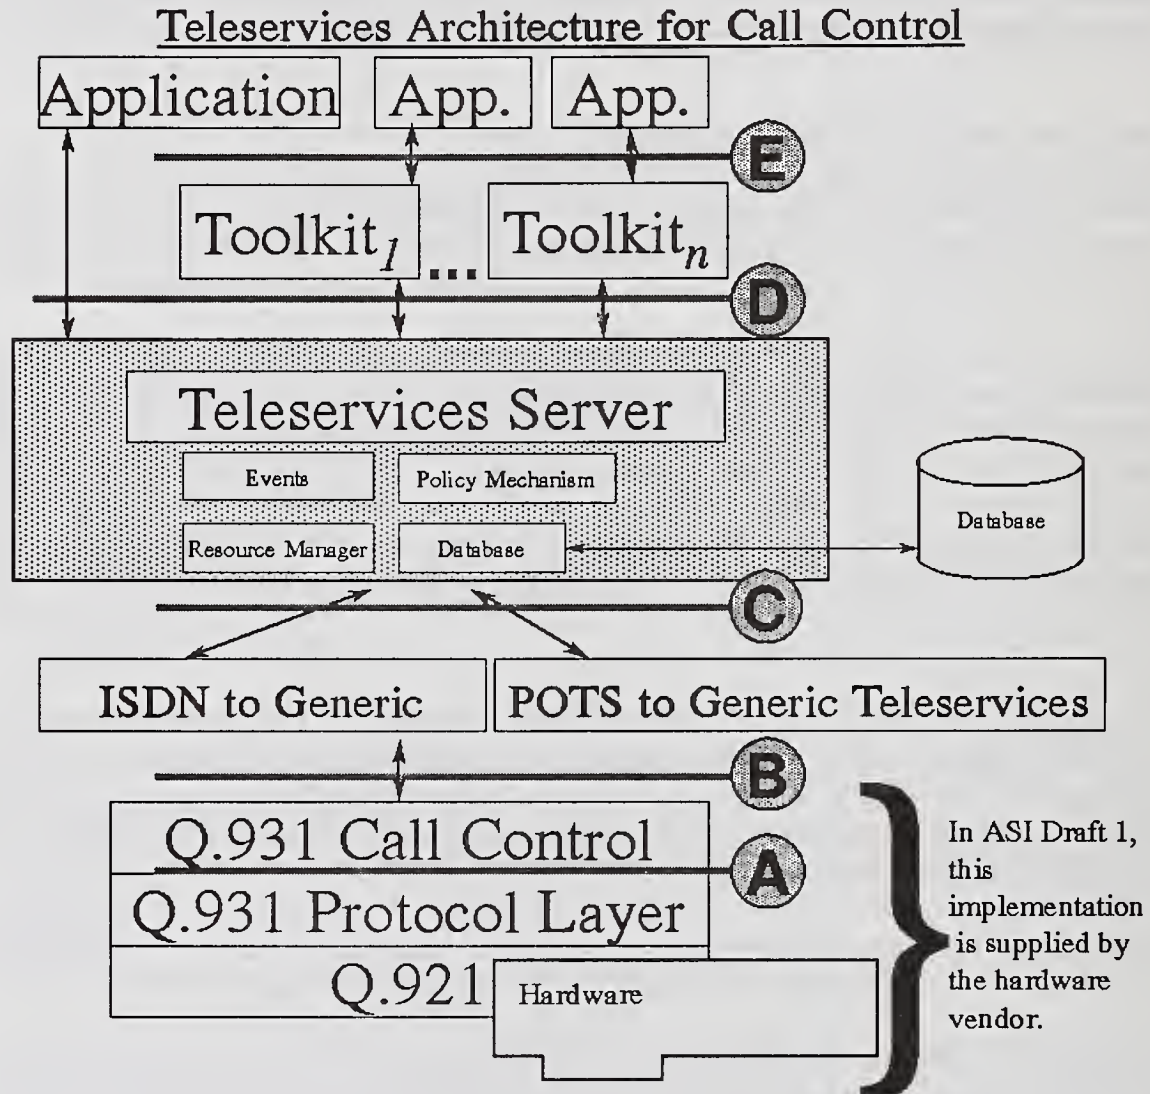 Teleservices Architecture for Call Control
Application
App.
App.
E
Toolkit1
...
Toolkitn
D
Teleservices Server
Events
Policy Mechanism
Resource Manager
Database
Database
C
ISDN to Generic
POTS to Generic Teleservices
B
Q.931 Call Control
A
Q.931 Protocol Layer
Q.921
Hardware
In ASI Draft 1,
this
implementation
is supplied by
the hardware
vendor.